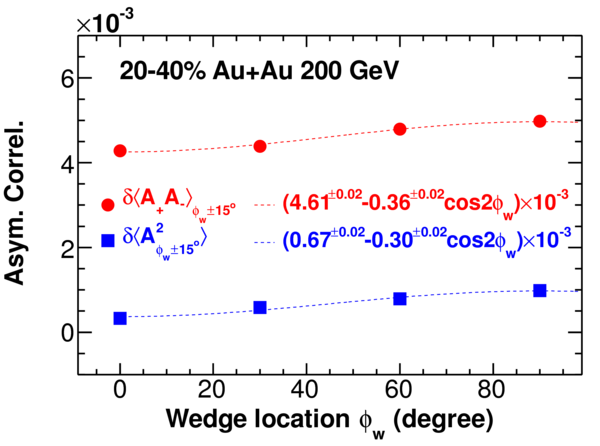 ×10⁻³
20-40% Au+Au 200 GeV
6
4
2
0
Asym. Correl.
δ⟨A₊A₋⟩ϕw±15° (4.61±0.02-0.36±0.02cos2ϕw)×10⁻³
δ⟨A²ϕw±15°⟩ (0.67±0.02-0.30±0.02cos2ϕw)×10⁻³
0 20 40 60 80
Wedge location ϕw (degree)